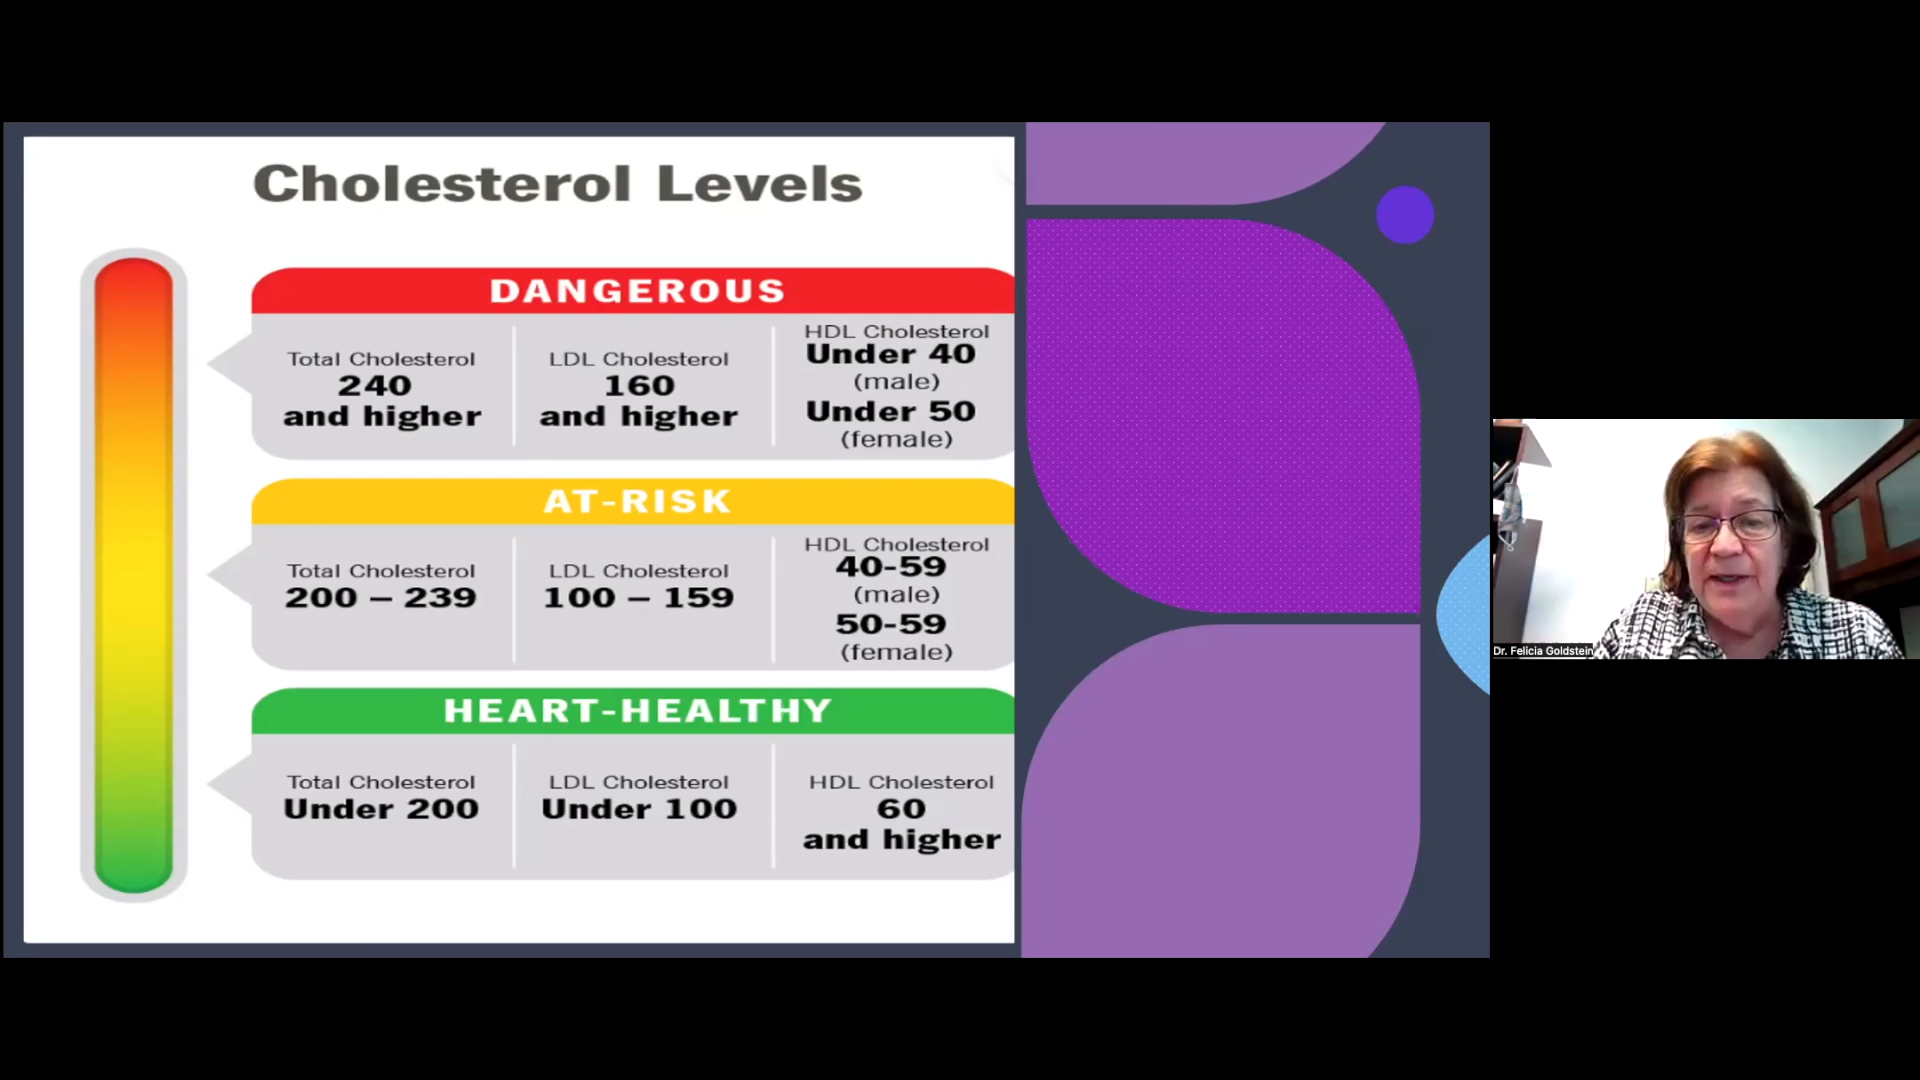 Cholesterol Levels
DANGEROUS
Total Cholesterol
240
and higher
LDL Cholesterol
160
and higher
HDL Cholesterol
Under 40
(male)
Under 50
(female)
AT-RISK
Total Cholesterol
200 – 239
LDL Cholesterol
100 – 159
HDL Cholesterol
40-59
(male)
50-59
(female)
HEART-HEALTHY
Total Cholesterol
Under 200
LDL Cholesterol
Under 100
HDL Cholesterol
60
and higher
Dr. Felicia Goldstein